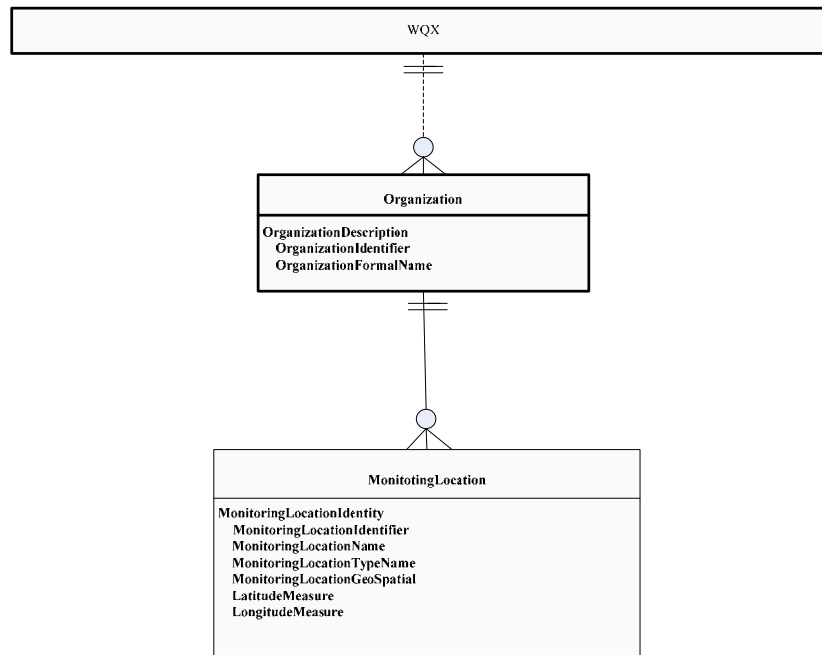 WQX
Organization
OrganizationDescription
OrganizationIdentifier
OrganizationFormalName
MonitotingLocation
MonitoringLocationIdentity
MonitoringLocationIdentifier
MonitoringLocationName
MonitoringLocationTypeName
MonitoringLocationGeoSpatial
LatitudeMeasure
LongitudeMeasure